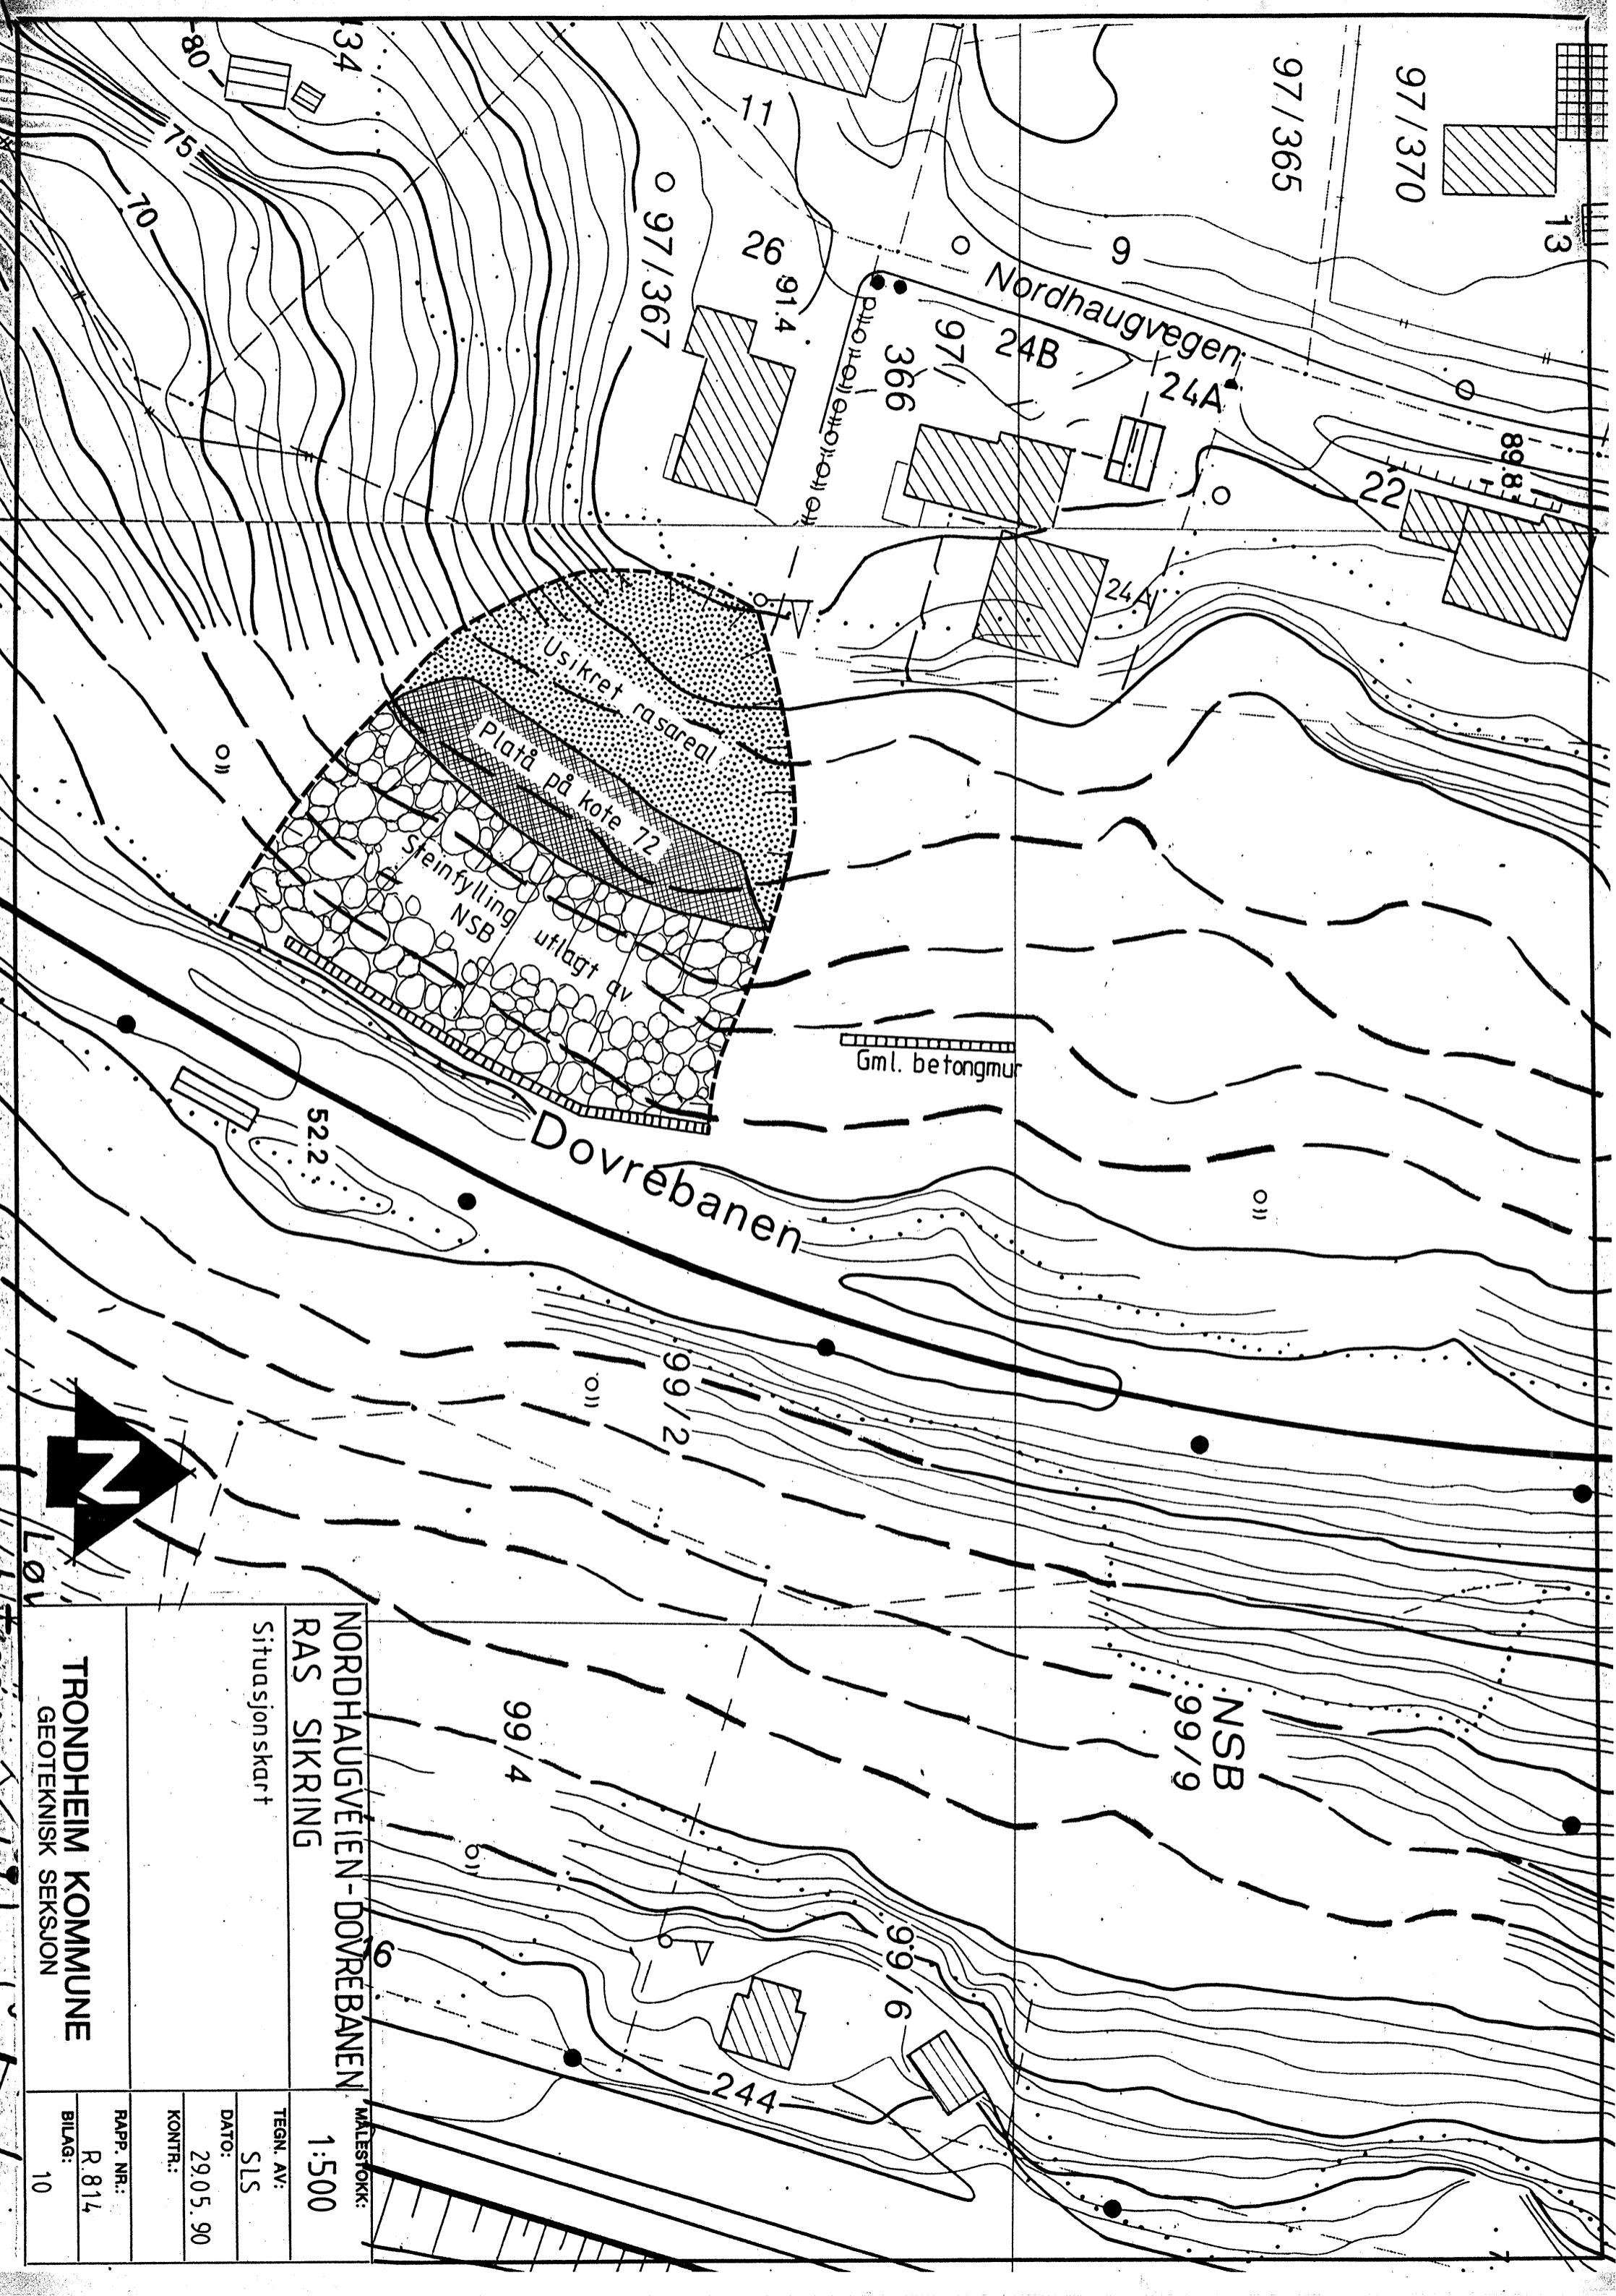 80
134
75
70
11
97/365
97/370
13
97/367
26
91.4
9
Nordhaugvegen
97/
366
24B
24A
89.8
22
24A
Usikret rasareal
Platå på kote 72
Steinfylling utlagt av
NSB
Gml. betongmur
Dovrebanen
52.2
99/2
N
Løv
NSB
99/9
99/4
99/6
16
244
7
NORDHAUGVEIEN-DOVREBANEN
RAS SIKRING
Situasjonskart
TRONDHEIM KOMMUNE
GEOTEKNISK SEKSJON
MÅLESTOKK:
1:500
TEGN. AV:
SLS
DATO:
29.05.90
KONTR.:
RAPP. NR.:
R.814
BILAG:
10